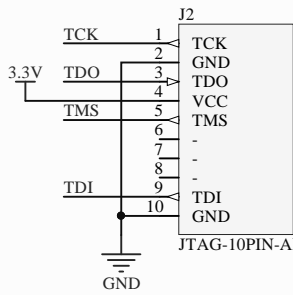 J2
TCK 1 TCK
2 GND
TDO 3 TDO
3.3V 4 VCC
TMS 5 TMS
6 -
7 -
8 -
TDI 9 TDI
10 GND
JTAG-10PIN-A
GND